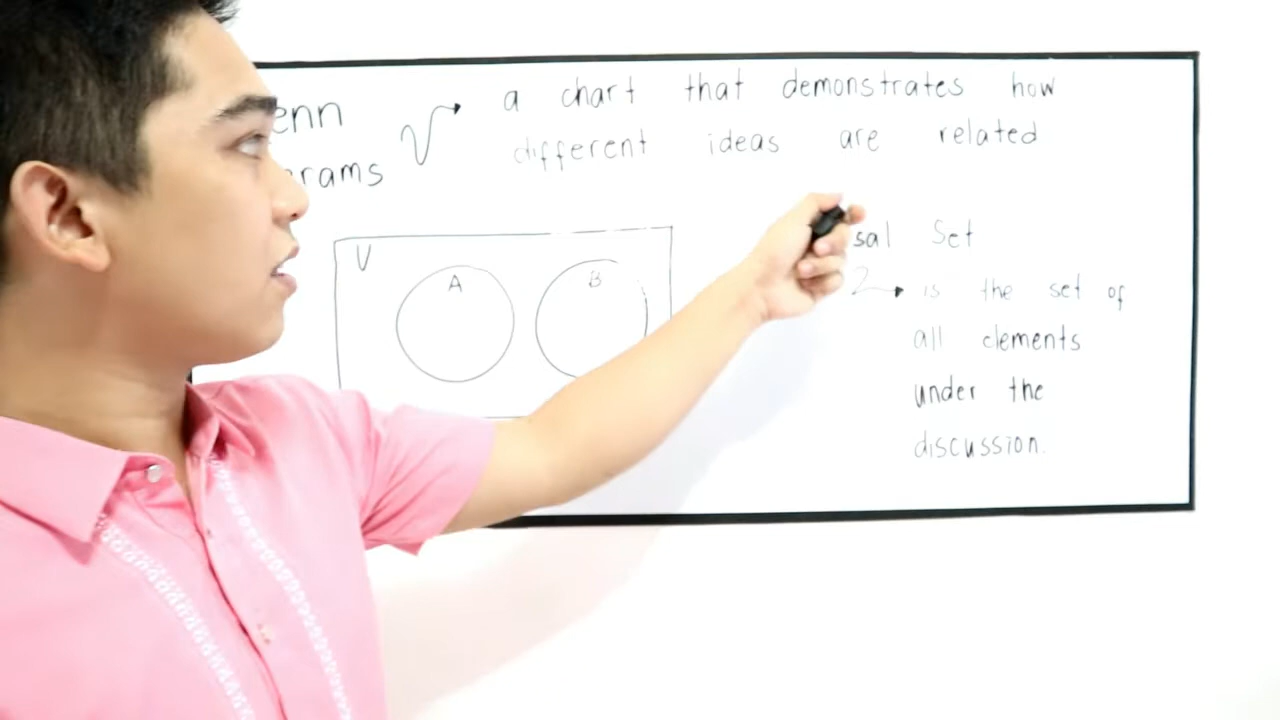 enn
grams
a chart that demonstrates how
different ideas are related
U
A
B
sal Set
is the set of
all elements
under the
discussion.